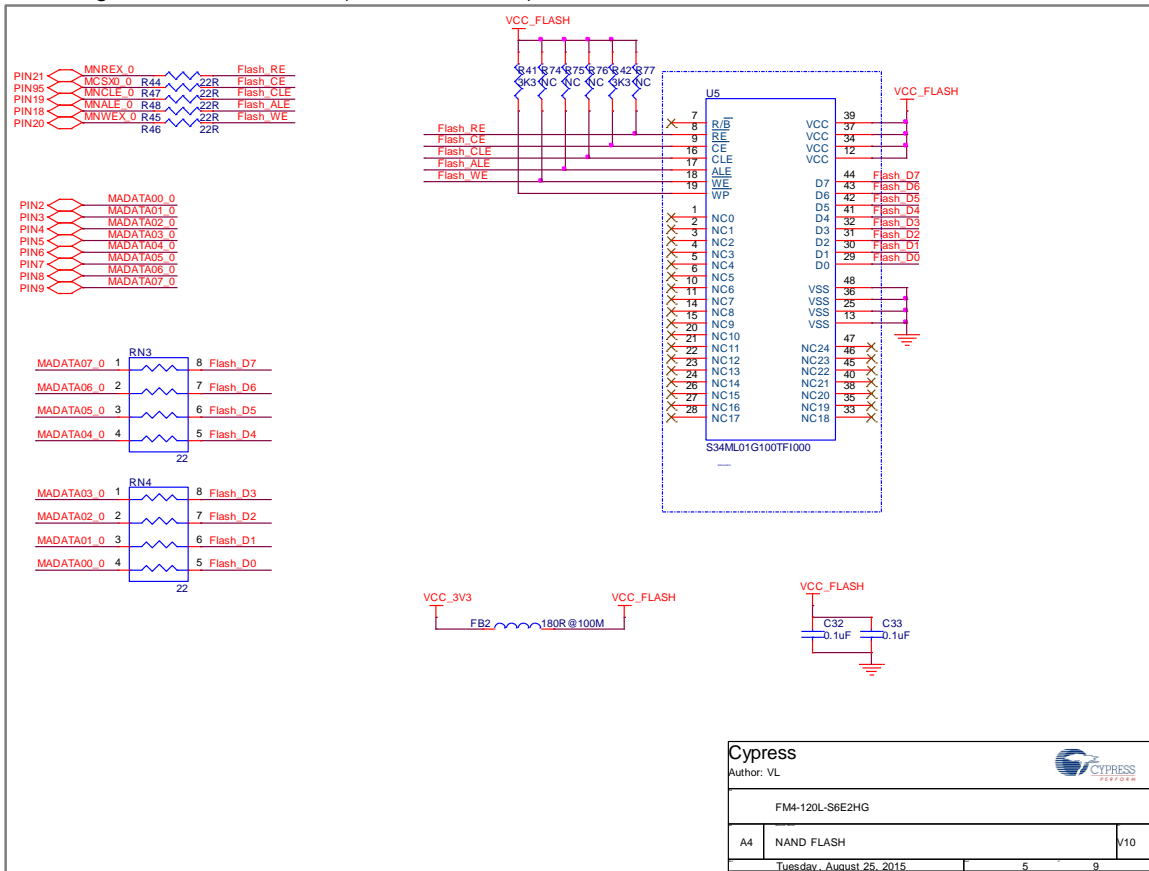 VCC_FLASH
PIN21 MNREX_0 R44 22R Flash_RE
PIN95 MCSX0_0 R47 22R Flash_CE
PIN19 MNCLE_0 R48 22R Flash_CLE
PIN18 MNALE_0 R45 22R Flash_ALE
PIN20 MNWEX_0 R46 22R Flash_WE
R41 R74 R75 R76 R42 R77
3K3 NC NC NC 3K3 NC
Flash_RE
Flash_CE
Flash_CLE
Flash_ALE
Flash_WE
PIN2 MADATA00_0
PIN3 MADATA01_0
PIN4 MADATA02_0
PIN5 MADATA03_0
PIN6 MADATA04_0
PIN7 MADATA05_0
PIN8 MADATA06_0
PIN9 MADATA07_0
U5
7 R/B
8 RE
9 CE
16 CLE
17 ALE
18 WE
19 WP
1 NC0
2 NC1
3 NC2
4 NC3
5 NC4
6 NC5
10 NC6
11 NC7
14 NC8
15 NC9
20 NC10
21 NC11
22 NC12
23 NC13
24 NC14
26 NC15
27 NC16
28 NC17
VCC_FLASH
VCC 39
VCC 37
VCC 34
VCC 12
D7 44 Flash_D7
D6 43 Flash_D6
D5 42 Flash_D5
D4 41 Flash_D4
D3 32 Flash_D3
D2 31 Flash_D2
D1 30 Flash_D1
D0 29 Flash_D0
VSS 48
VSS 36
VSS 25
VSS 13
NC24 47
NC23 46
NC22 45
NC21 40
NC20 38
NC19 35
NC18 33
S34ML01G100TFI000
RN3
MADATA07_0 1 8 Flash_D7
MADATA06_0 2 7 Flash_D6
MADATA05_0 3 6 Flash_D5
MADATA04_0 4 5 Flash_D4
22
RN4
MADATA03_0 1 8 Flash_D3
MADATA02_0 2 7 Flash_D2
MADATA01_0 3 6 Flash_D1
MADATA00_0 4 5 Flash_D0
22
VCC_3V3 VCC_FLASH
FB2 180R@100M
VCC_FLASH
C32 C33
0.1uF 0.1uF
Cypress
Author: VL
CYPRESS
PERFORM
FM4-120L-S6E2HG
A4 NAND FLASH V10
Tuesday, August 25, 2015 5 9